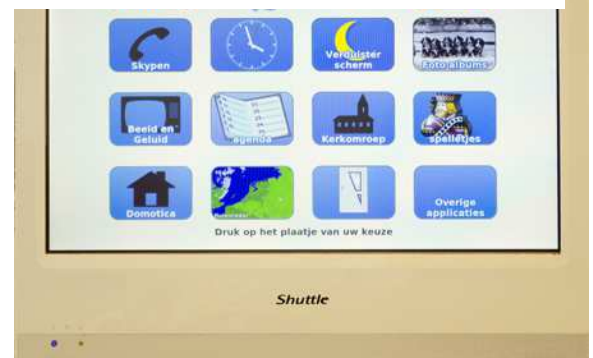 Skypen
Verduister
scherm
Foto albums
Beeld en
Geluid
agenda
Kerkomroep
spelletjes
Domotica
Overige
applicaties
Druk op het plaatje van uw keuze
Shuttle